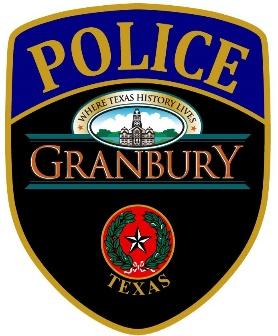 POLICE
WHERE TEXAS HISTORY LIVES
GRANBURY
TEXAS